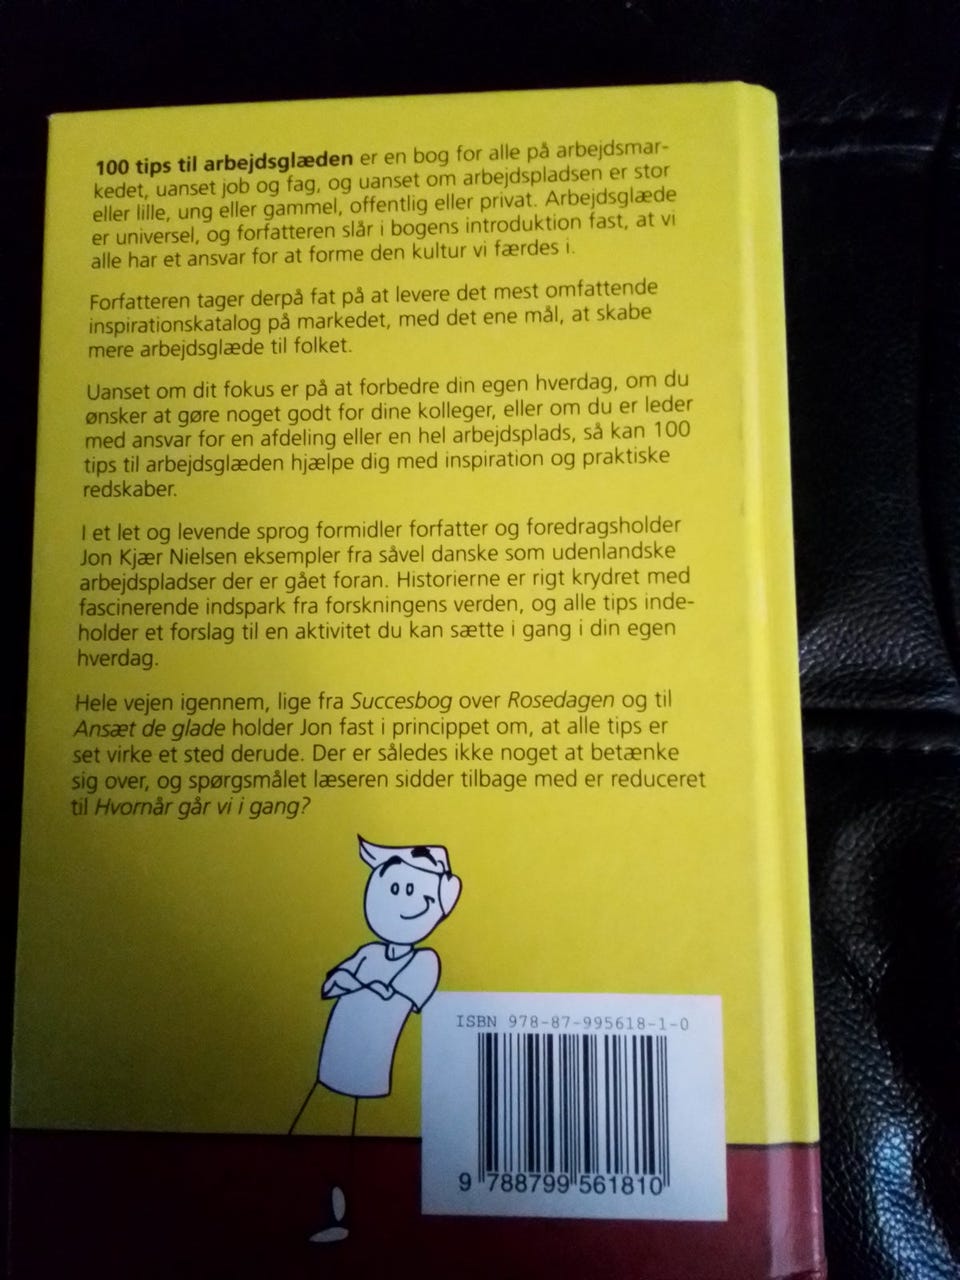 100 tips til arbejdsglæden er en bog for alle på arbejdsmar-
kedet, uanset job og fag, og uanset om arbejdspladsen er stor
eller lille, ung eller gammel, offentlig eller privat. Arbejdsglæde
er universel, og forfatteren slår i bogens introduktion fast, at vi
alle har et ansvar for at forme den kultur vi færdes i.
Forfatteren tager derpå fat på at levere det mest omfattende
inspirationskatalog på markedet, med det ene mål, at skabe
mere arbejdsglæde til folket.
Uanset om dit fokus er på at forbedre din egen hverdag, om du
ønsker at gøre noget godt for dine kolleger, eller om du er leder
med ansvar for en afdeling eller en hel arbejdsplads, så kan 100
tips til arbejdsglæden hjælpe dig med inspiration og praktiske
redskaber.
I et let og levende sprog formidler forfatter og foredragsholder
Jon Kjær Nielsen eksempler fra såvel danske som udenlandske
arbejdspladser der er gået foran. Historierne er rigt krydret med
fascinerende indspark fra forskningens verden, og alle tips inde-
holder et forslag til en aktivitet du kan sætte i gang i din egen
hverdag.
Hele vejen igennem, lige fra Succesbog over Rosedagen og til
Ansæt de glade holder Jon fast i princippet om, at alle tips er
set virke et sted derude. Der er således ikke noget at betænke
sig over, og spørgsmålet læseren sidder tilbage med er reduceret
til Hvornår går vi i gang?
ISBN 978-87-995618-1-0
9 788799 561810